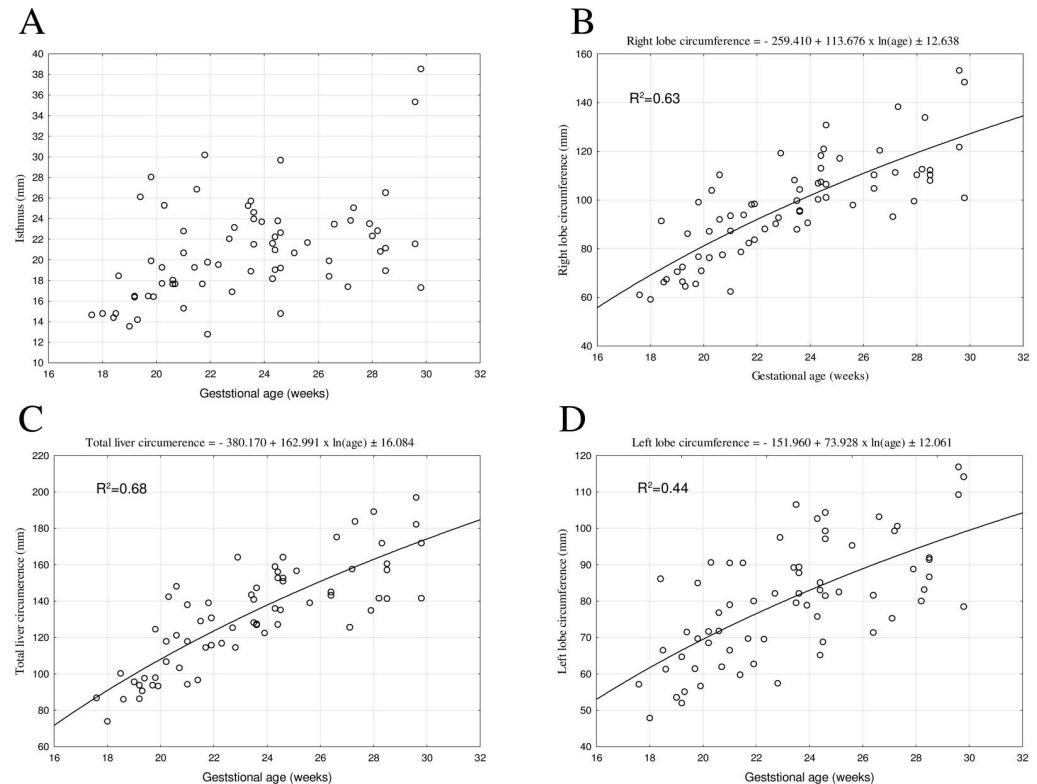 A
40
38
36
34
32
30
28
26
24
22
20
18
16
14
12
10
Isthmus (mm)
16 18 20 22 24 26 28 30 32
Geststional age (weeks)
B
Right lobe circumference = - 259.410 + 113.676 x ln(age) ± 12.638
R²=0.63
160
140
120
100
80
60
40
Right lobe circumference (mm)
16 18 20 22 24 26 28 30 32
Gestational age (weeks)
C
Total liver circumerence = - 380.170 + 162.991 x ln(age) ± 16.084
R²=0.68
220
200
180
160
140
120
100
80
60
Total liver circumerence (mm)
16 18 20 22 24 26 28 30 32
Geststional age (weeks)
D
Left lobe circumference = - 151.960 + 73.928 x ln(age) ± 12.061
R²=0.44
120
110
100
90
80
70
60
50
40
Left lobe circumference (mm)
16 18 20 22 24 26 28 30 32
Geststional age (weeks)